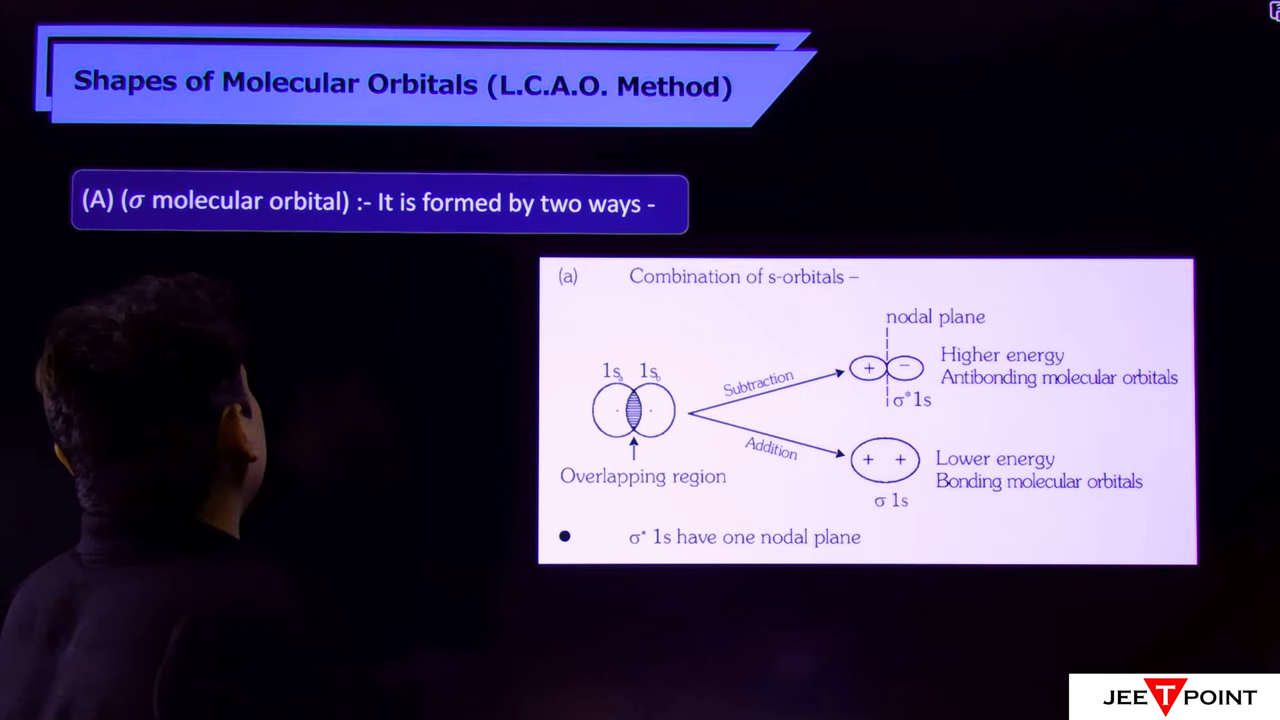 Shapes of Molecular Orbitals (L.C.A.O. Method)
(A) (σ molecular orbital) :- It is formed by two ways -
(a) Combination of s-orbitals –
nodal plane
1sₐ 1s_b
Subtraction
+ −
Higher energy
Antibonding molecular orbitals
σ* 1s
Addition
+ +
Lower energy
Bonding molecular orbitals
σ 1s
Overlapping region
● σ* 1s have one nodal plane
JEE T POINT